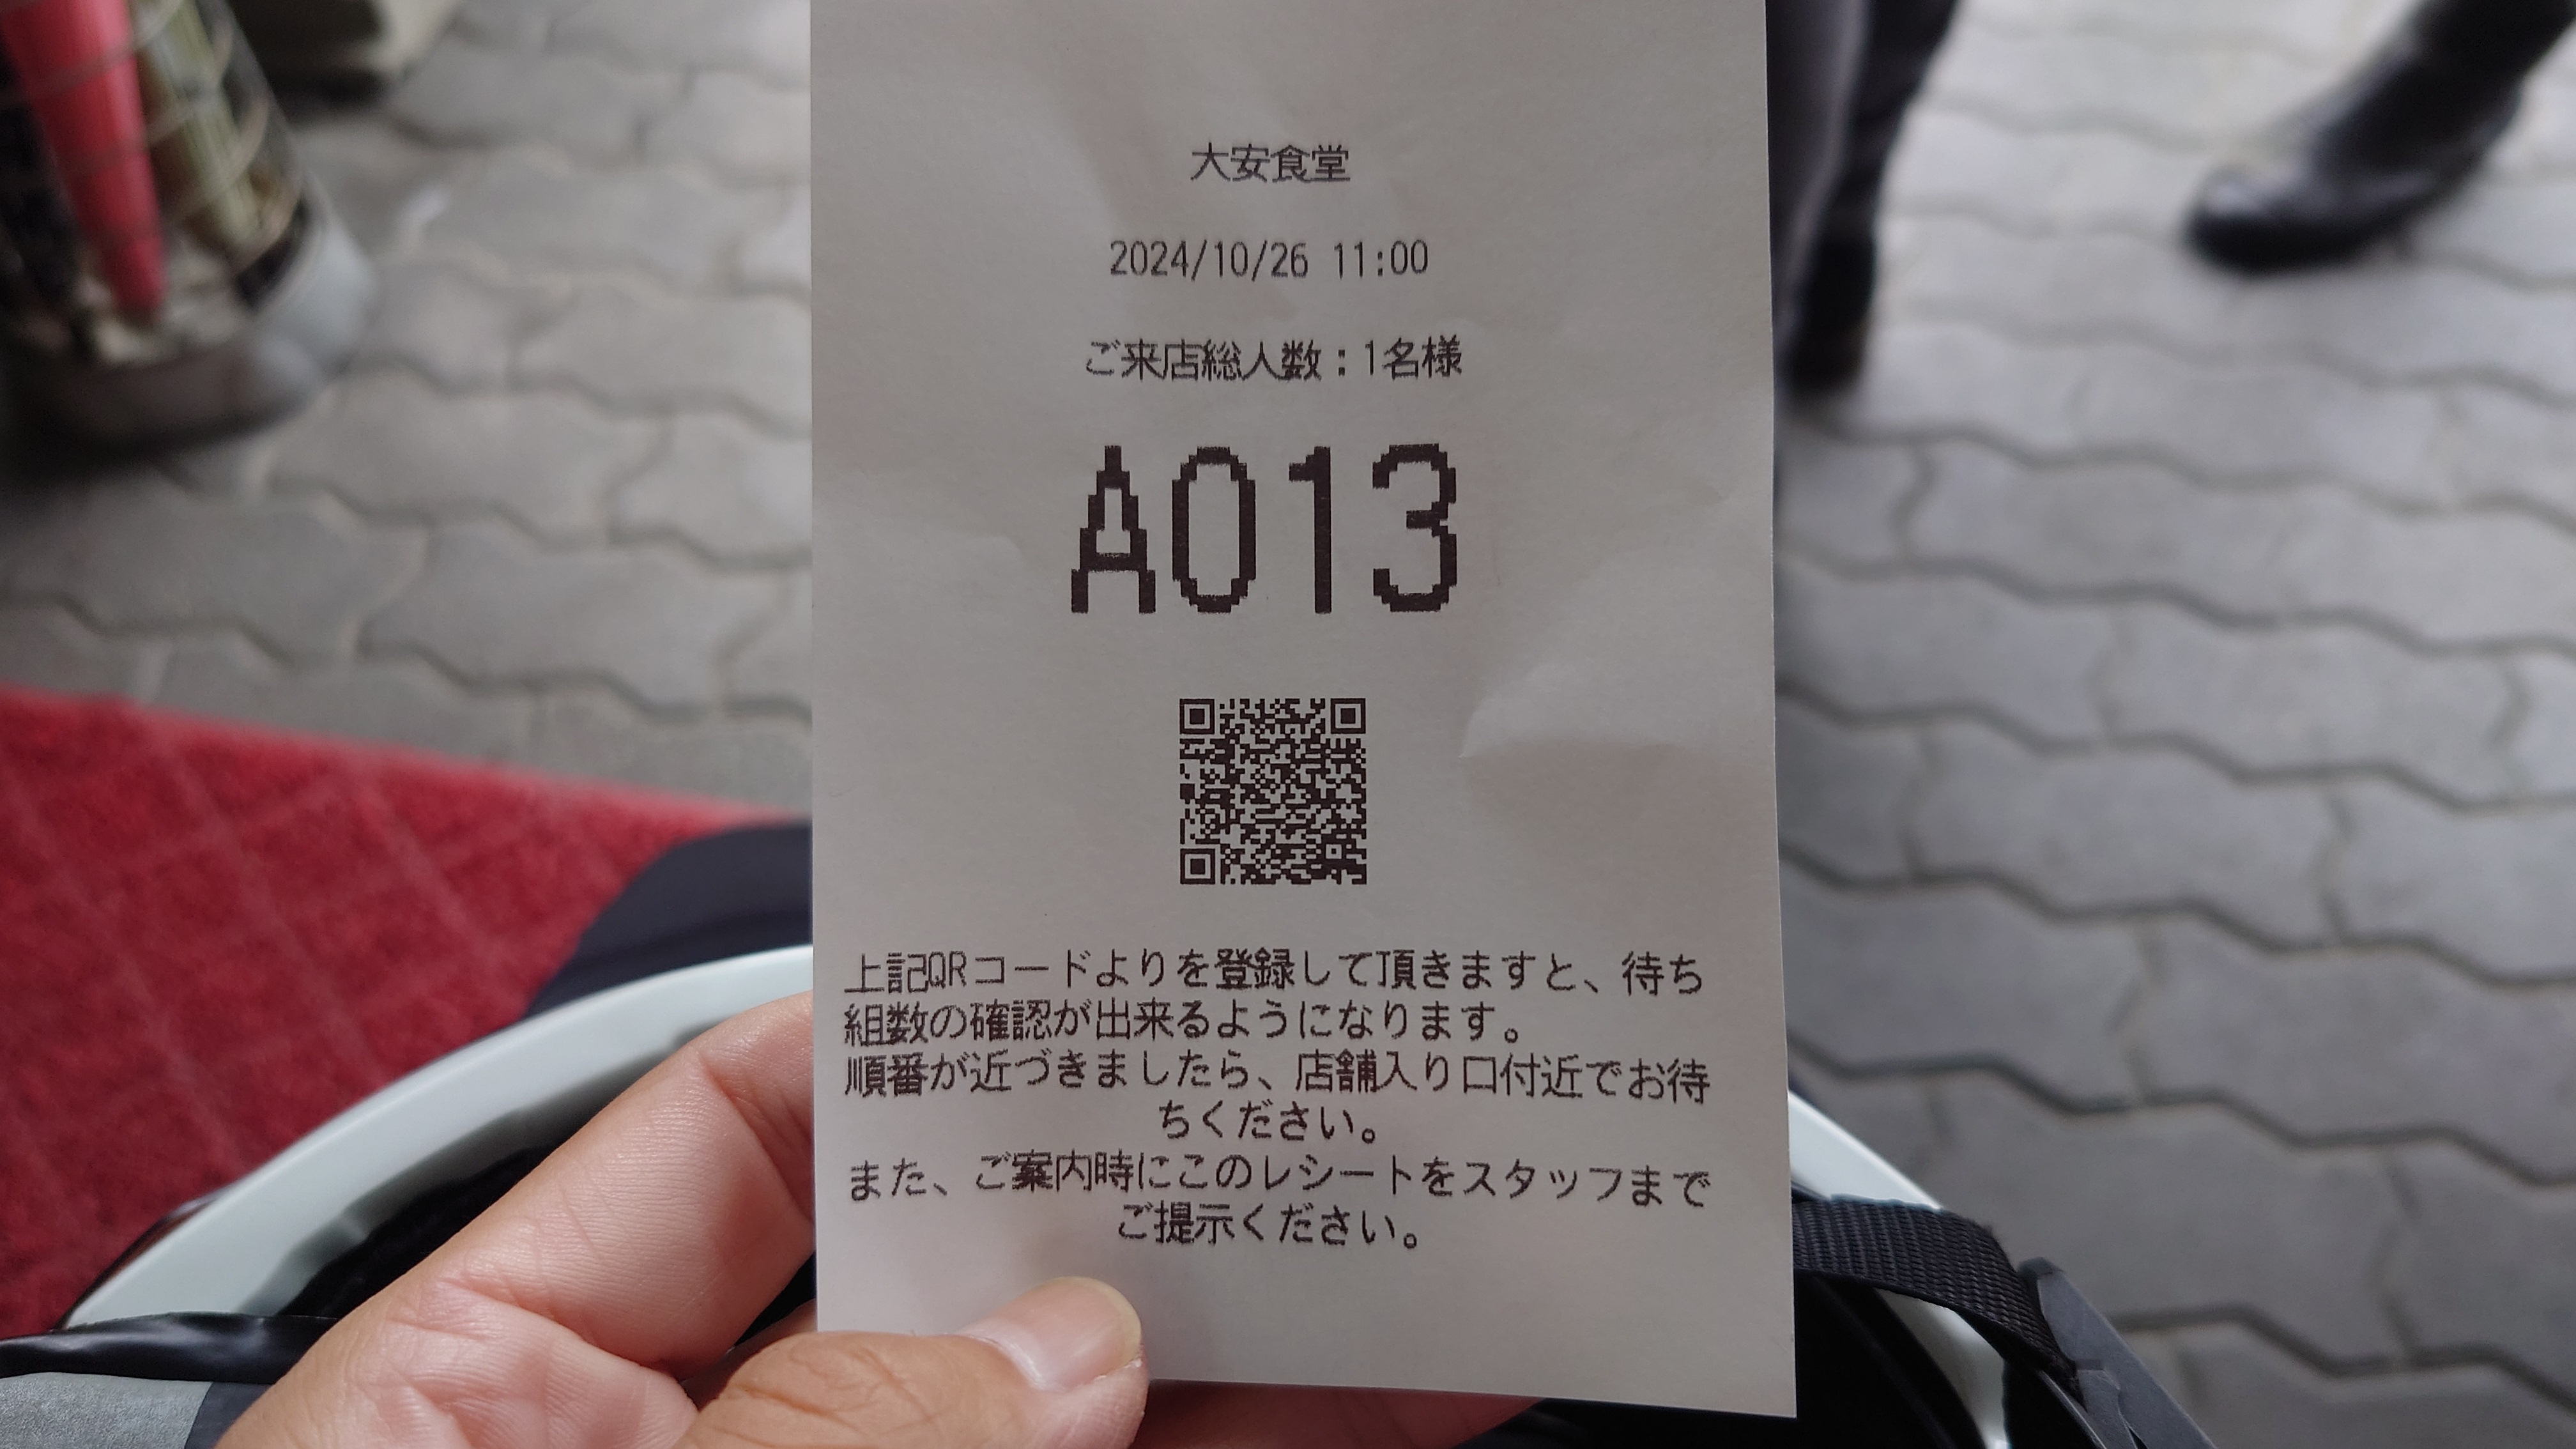 大安食堂
2024/10/26 11:00
ご来店総人数：1名様
A013
上記QRコードよりを登録して頂きますと、待ち
組数の確認が出来るようになります。
順番が近づきましたら、店舗入り口付近でお待
ちください。
また、ご案内時にこのレシートをスタッフまで
ご提示ください。